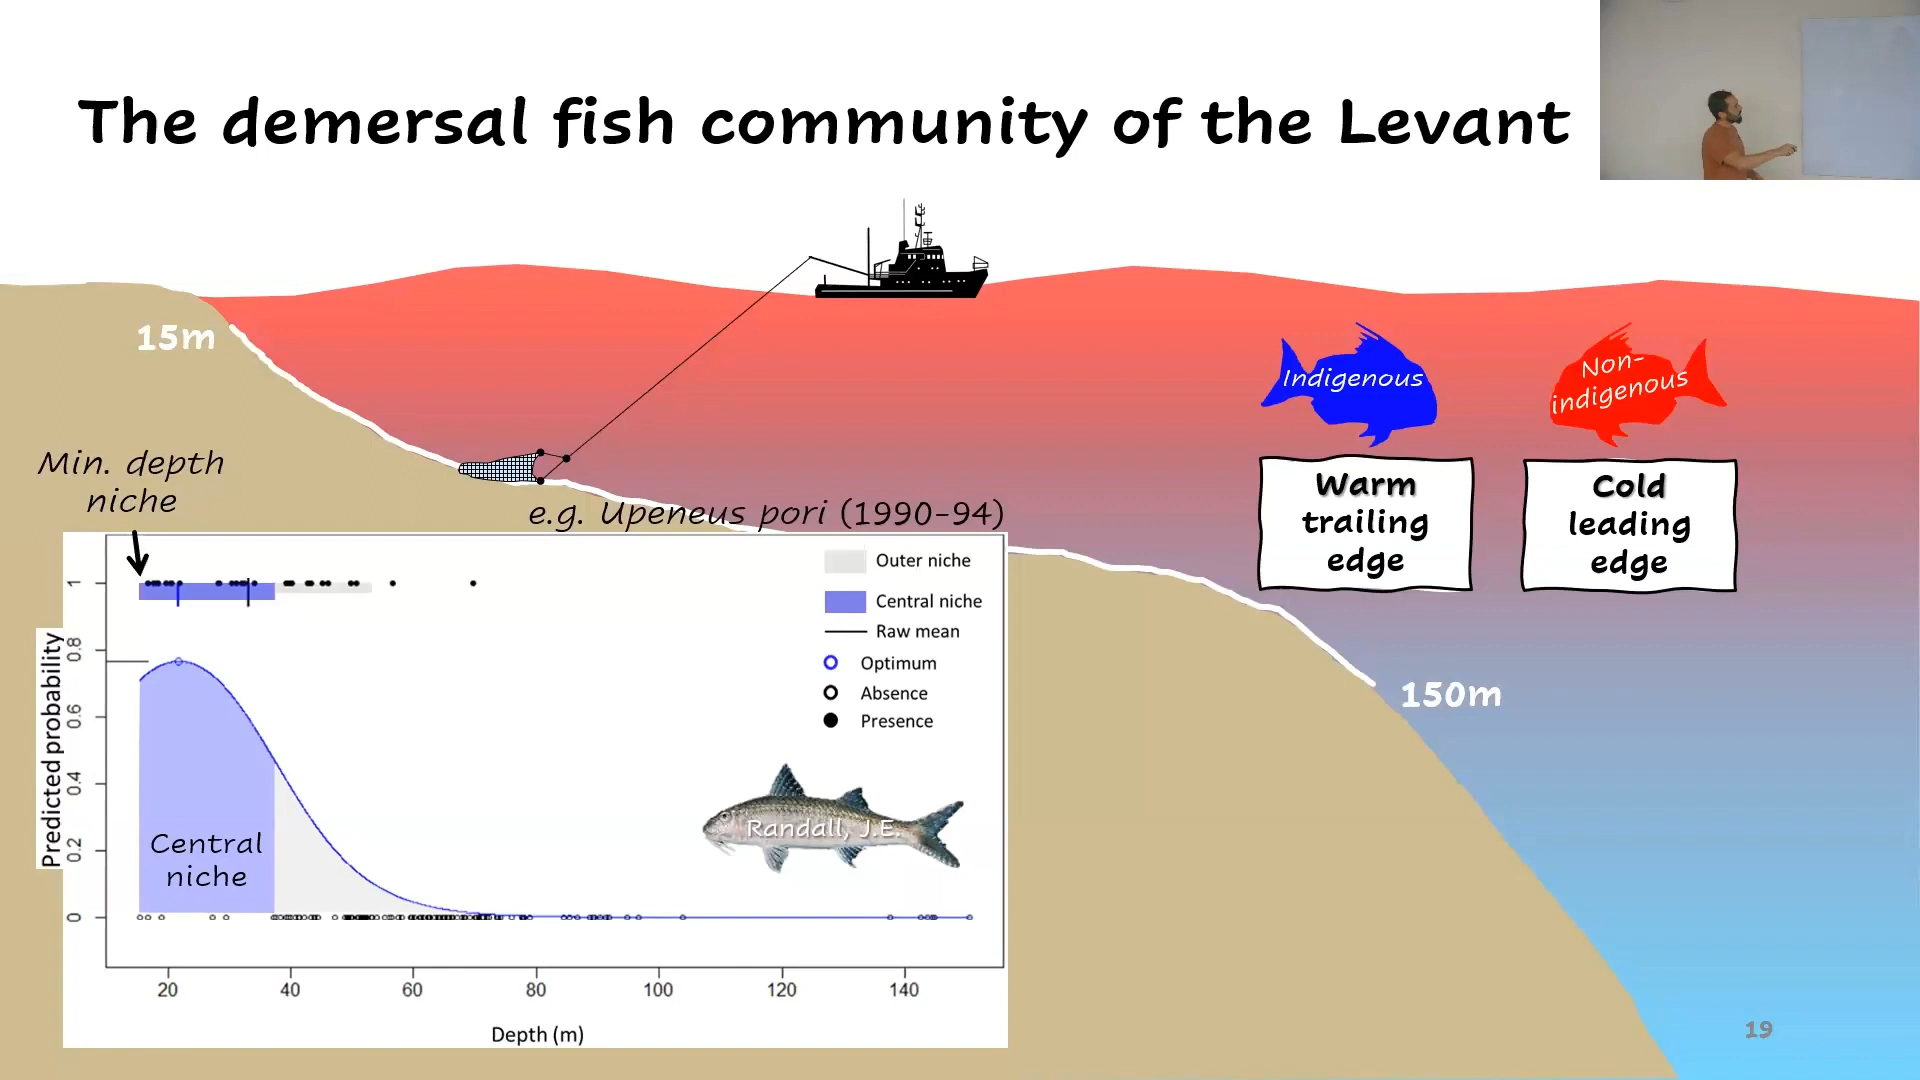 The demersal fish community of the Levant
15m
Indigenous
Non-
indigenous
Min. depth
niche
Warm
trailing
edge
Cold
leading
edge
e.g. Upeneus pori (1990-94)
Outer niche
Central niche
Raw mean
Optimum
Absence
Presence
Predicted probability
1
0.8
0.6
0.4
0.2
0
Central
niche
Randall, J.E.
150m
20 40 60 80 100 120 140
Depth (m)
19